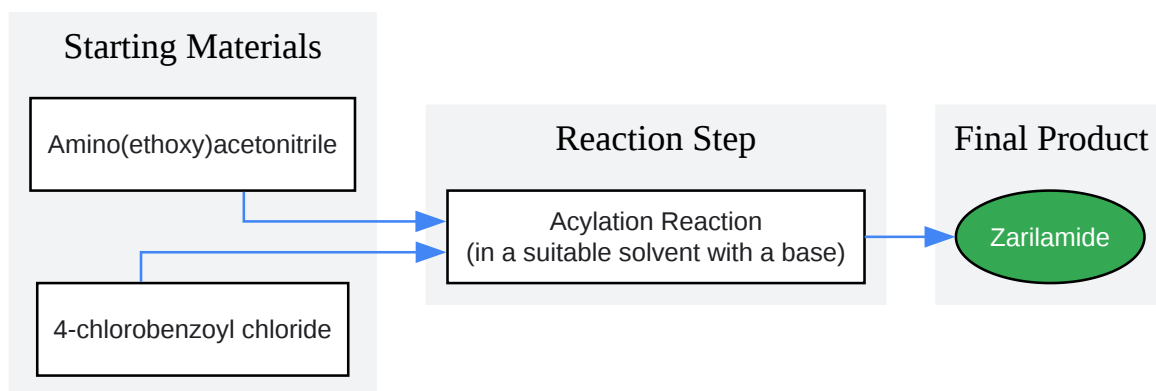 Starting Materials
Amino(ethoxy)acetonitrile
4-chlorobenzoyl chloride
Reaction Step
Acylation Reaction
(in a suitable solvent with a base)
Final Product
Zarilamide